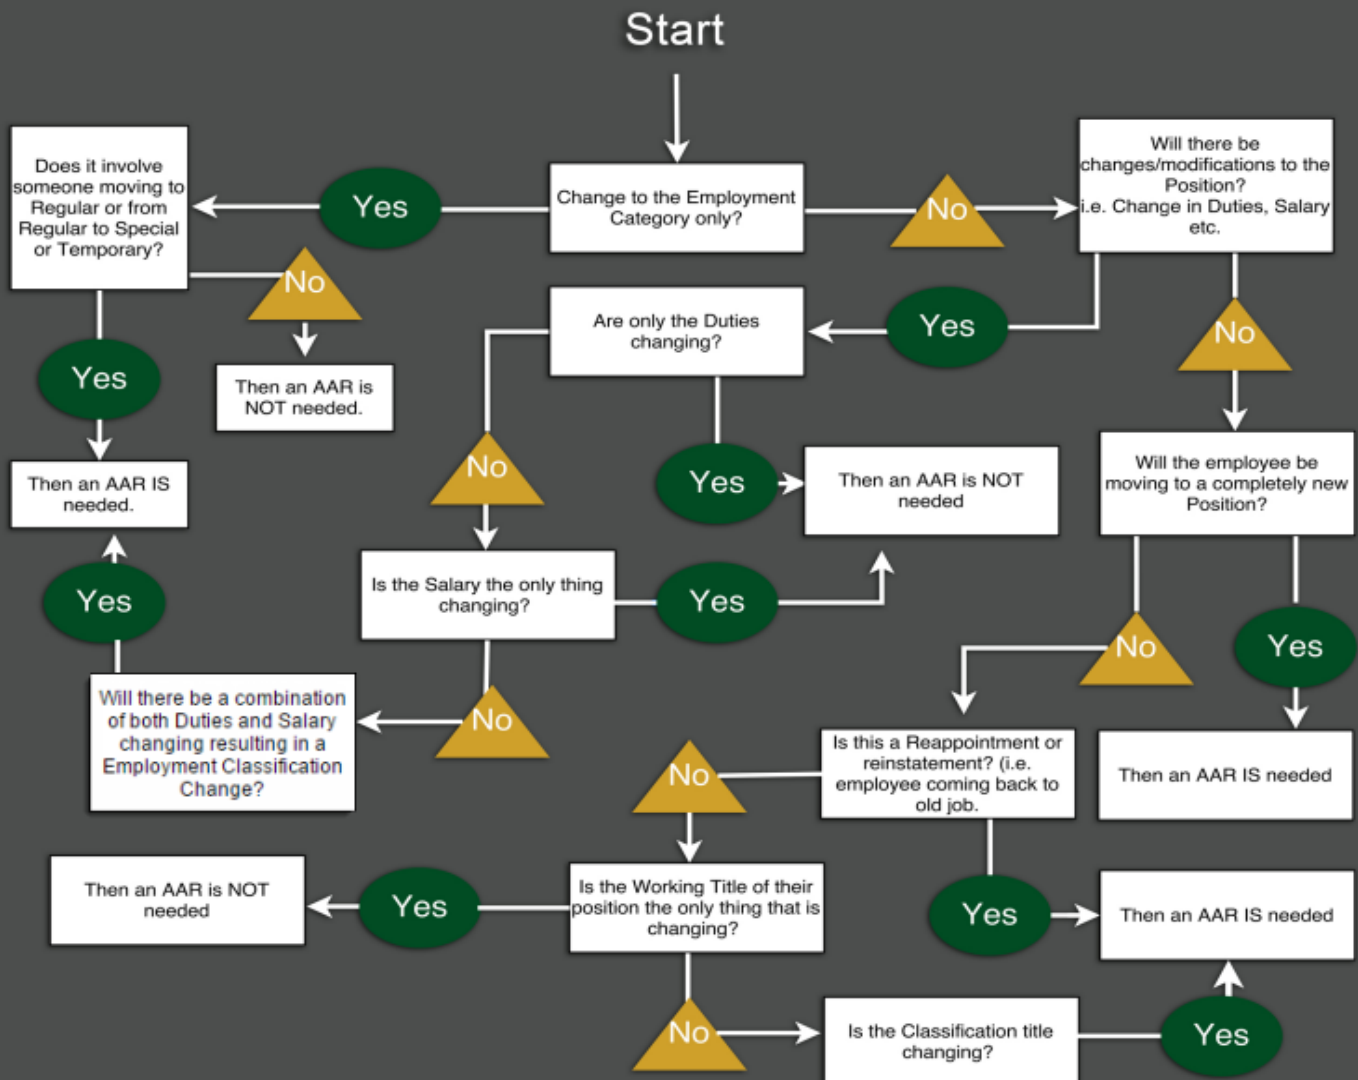 Start
Does it involve
someone moving to
Regular or from
Regular to Special
or Temporary?
Yes
Change to the Employment
Category only?
No
Will there be
changes/modifications to the
Position?
i.e. Change in Duties, Salary
etc.
No
Then an AAR is
NOT needed.
Yes
Then an AAR IS
needed.
Are only the Duties
changing?
Yes
No
No
Yes
Then an AAR is NOT
needed
Will the employee be
moving to a completely new
Position?
Is the Salary the only thing
changing?
Yes
No
Yes
Yes
Will there be a combination
of both Duties and Salary
changing resulting in a
Employment Classification
Change?
No
Is this a Reappointment or
reinstatement? (i.e.
employee coming back to
old job.
Then an AAR IS needed
No
Then an AAR is NOT
needed
Yes
Is the Working Title of their
position the only thing that is
changing?
Yes
Then an AAR IS needed
No
Is the Classification title
changing?
Yes